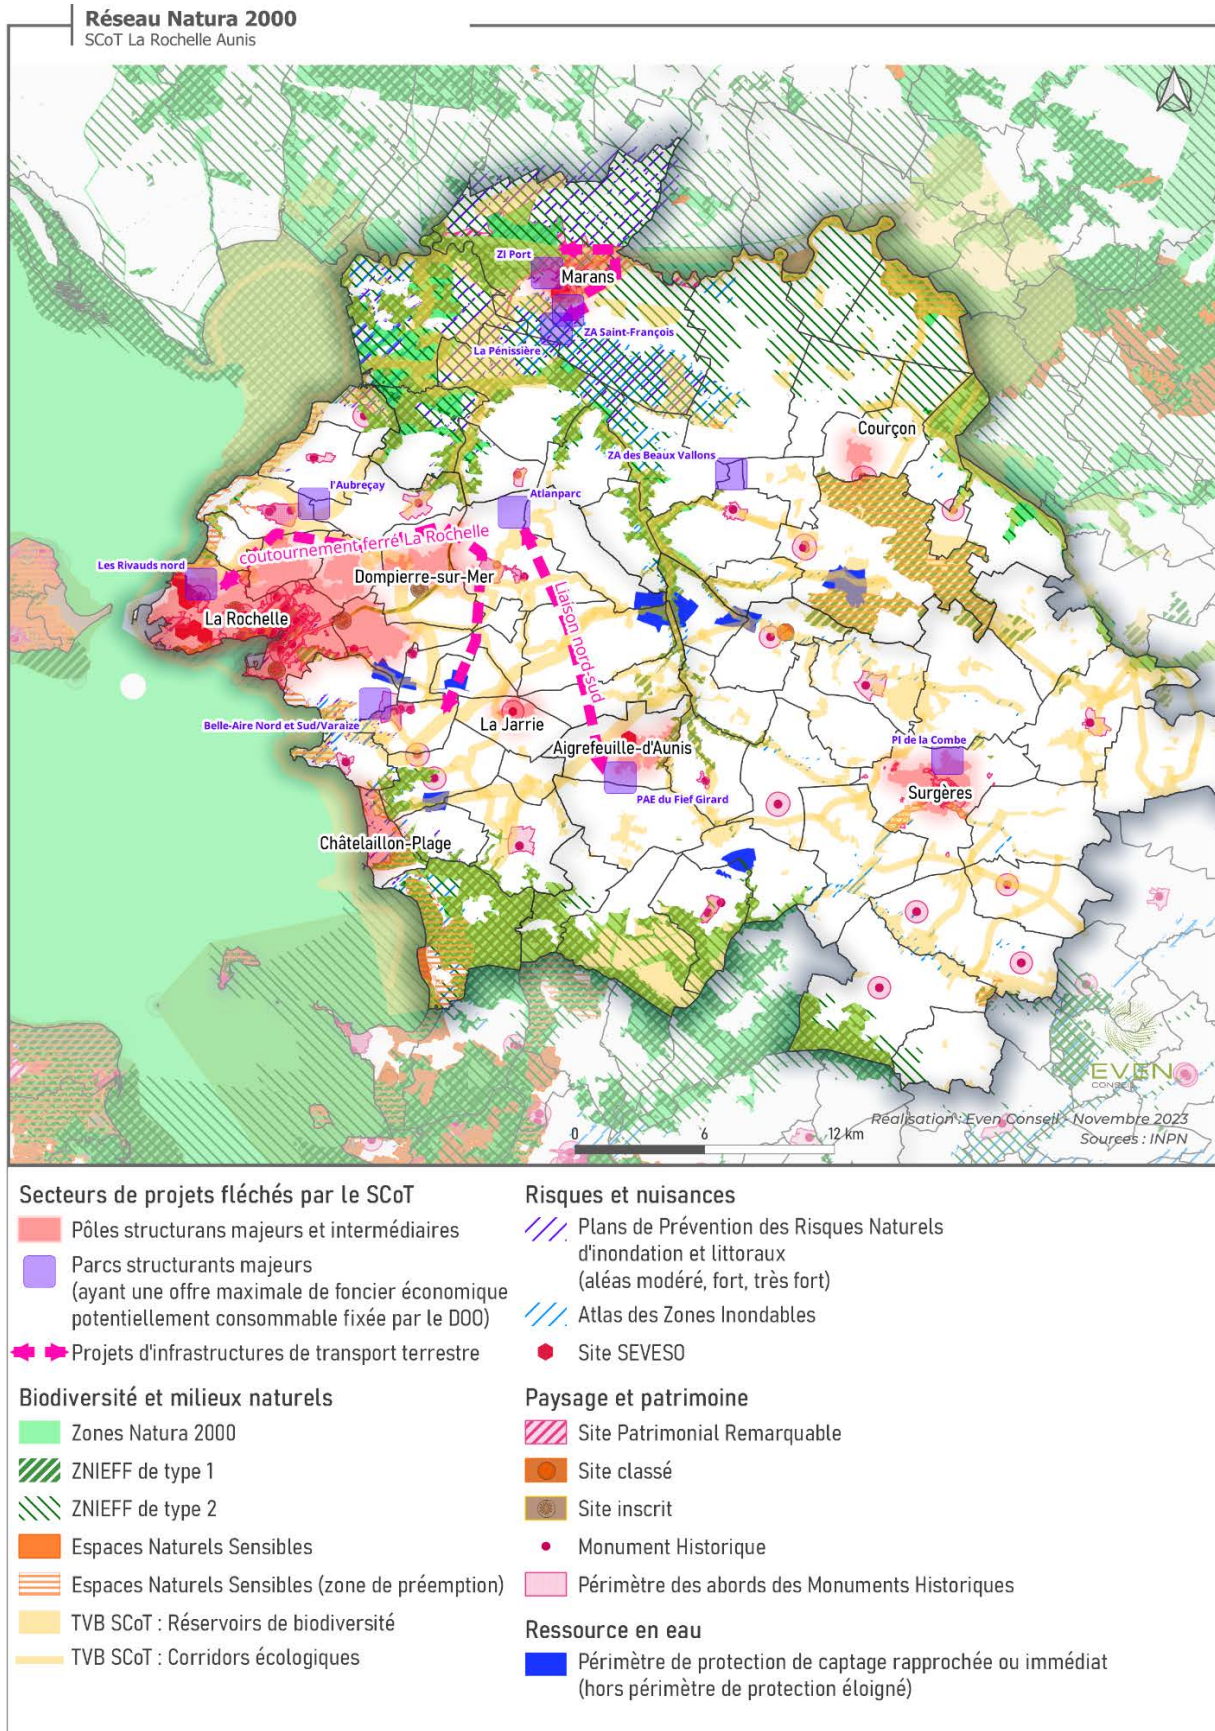 Réseau Natura 2000
SCoT La Rochelle Aunis
ZI Port
Marans
ZA Saint-François
La Pénissière
Courçon
ZA des Beaux Vallons
l'Aubreçay
Atlanparc
coutournement ferré La Rochelle
Les Rivauds nord
Dompierre-sur-Mer
La Rochelle
Liaison nord-sud
Belle-Aire Nord et Sud/Varaize
La Jarrie
Aigrefeuille-d'Aunis
PI de la Combe
Surgères
PAE du Fief Girard
Châtelaillon-Plage
EVEN
CONSEIL
Réalisation : Even Conseil - Novembre 2023
Sources : INPN
0 6 12 km
Secteurs de projets fléchés par le SCoT
Pôles structurans majeurs et intermédiaires
Parcs structurants majeurs
(ayant une offre maximale de foncier économique
potentiellement consommable fixée par le DOO)
Projets d'infrastructures de transport terrestre
Biodiversité et milieux naturels
Zones Natura 2000
ZNIEFF de type 1
ZNIEFF de type 2
Espaces Naturels Sensibles
Espaces Naturels Sensibles (zone de préemption)
TVB SCoT : Réservoirs de biodiversité
TVB SCoT : Corridors écologiques
Risques et nuisances
Plans de Prévention des Risques Naturels
d'inondation et littoraux
(aléas modéré, fort, très fort)
Atlas des Zones Inondables
Site SEVESO
Paysage et patrimoine
Site Patrimonial Remarquable
Site classé
Site inscrit
Monument Historique
Périmètre des abords des Monuments Historiques
Ressource en eau
Périmètre de protection de captage rapprochée ou immédiat
(hors périmètre de protection éloigné)